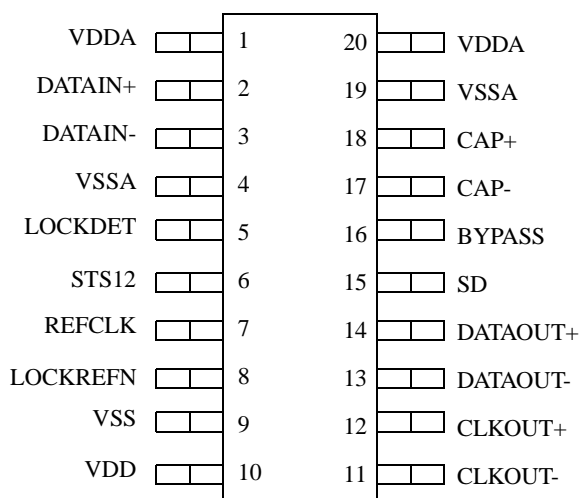 VDDA 1 20 VDDA
DATAIN+ 2 19 VSSA
DATAIN- 3 18 CAP+
VSSA 4 17 CAP-
LOCKDET 5 16 BYPASS
STS12 6 15 SD
REFCLK 7 14 DATAOUT+
LOCKREFN 8 13 DATAOUT-
VSS 9 12 CLKOUT+
VDD 10 11 CLKOUT-